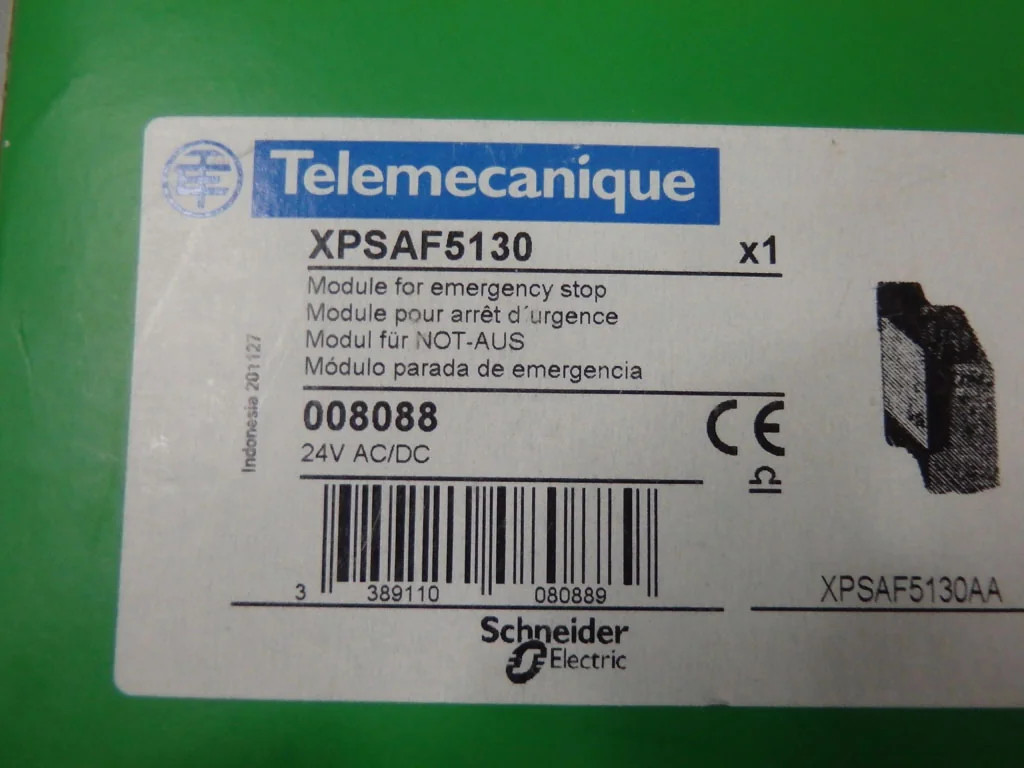 Telemecanique
XPSAF5130 x1
Module for emergency stop
Module pour arrêt d´urgence
Modul für NOT-AUS
Módulo parada de emergencia
Indonesia 201127
008088
24V AC/DC
CE
3 389110 080889
XPSAF5130AA
Schneider
Electric